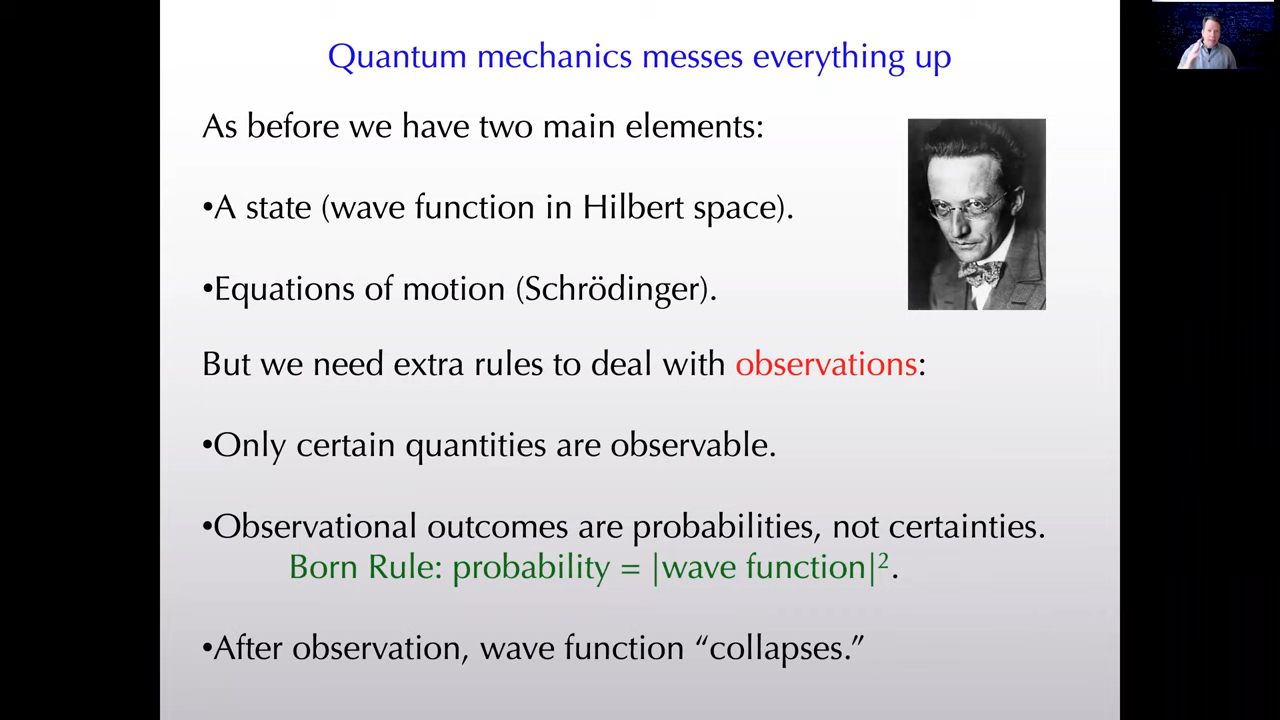 Quantum mechanics messes everything up
As before we have two main elements:
•A state (wave function in Hilbert space).
•Equations of motion (Schrödinger).
But we need extra rules to deal with observations:
•Only certain quantities are observable.
•Observational outcomes are probabilities, not certainties.
Born Rule: probability = |wave function|².
•After observation, wave function “collapses.”